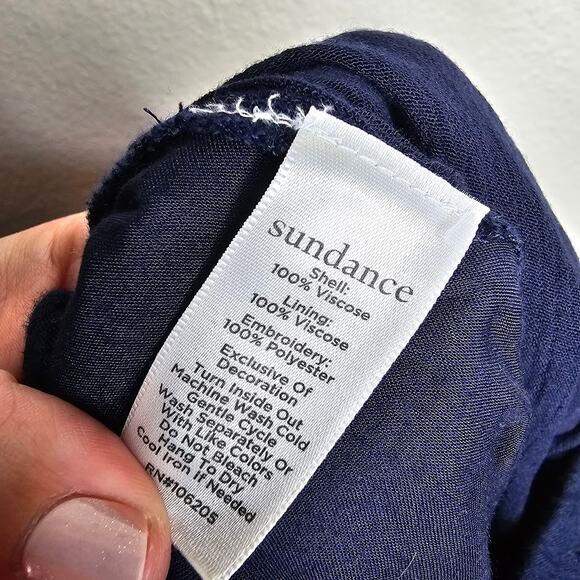 sundance
Shell:
100% Viscose
Lining:
100% Viscose
Embroidery:
100% Polyester
Exclusive Of
Decoration
Turn Inside Out
Machine Wash Cold
Gentle Cycle
Wash Separately Or
With Like Colors
Do Not Bleach
Hang To Dry
Cool Iron if Needed
RN#106205